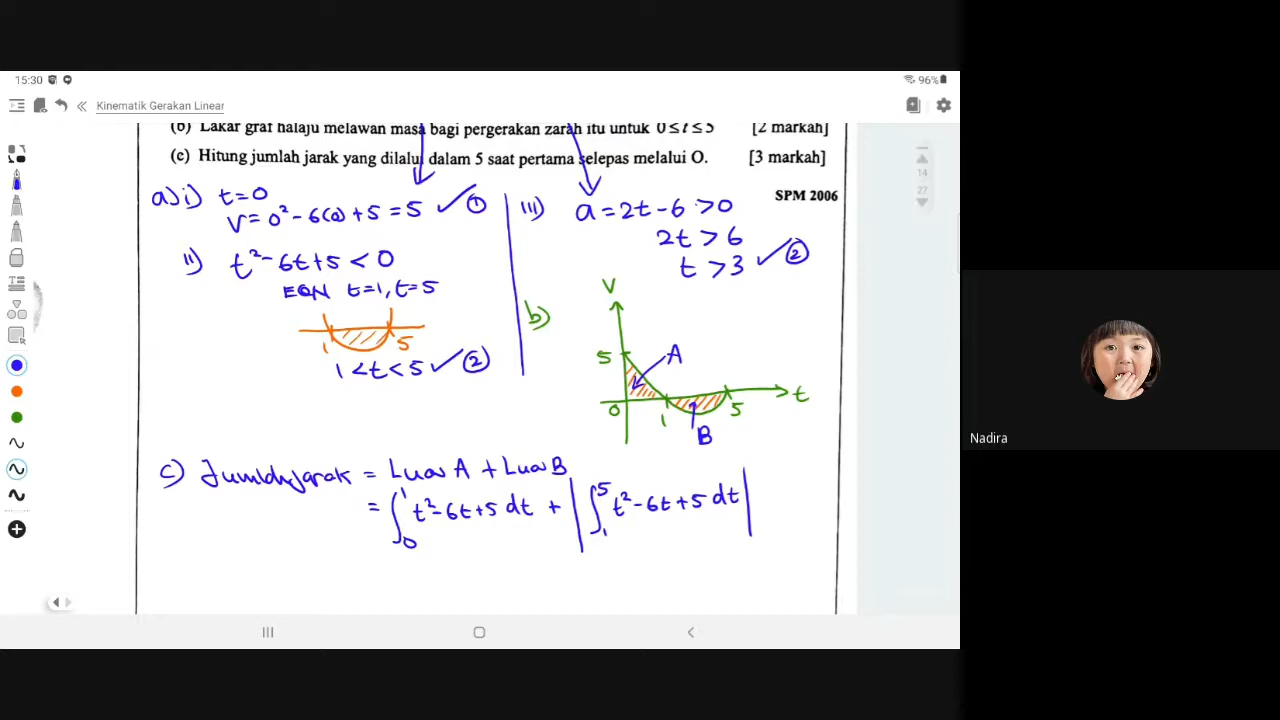 15:30
96%
Kinematik Gerakan Linear
(b) Lakar graf halaju melawan masa bagi pergerakan zarah itu untuk 0 ≤ t ≤ 5 [2 markah]
(c) Hitung jumlah jarak yang dilalui dalam 5 saat pertama selepas melalui O. [3 markah]
SPM 2006
14
27
a) i) t=0
V = 0² - 6(0) + 5 = 5 ✓ ①
ii) t² - 6t + 5 < 0
EQN t=1, t=5
1 5
1 < t < 5 ✓ ②
iii) a = 2t - 6 > 0
2t > 6
t > 3 ✓ ②
b)
V
5
A
0 1 5 t
B
c) Jumlah jarak = Luas A + Luas B
= ∫₀¹ t² - 6t + 5 dt + | ∫₁⁵ t² - 6t + 5 dt |
Nadira